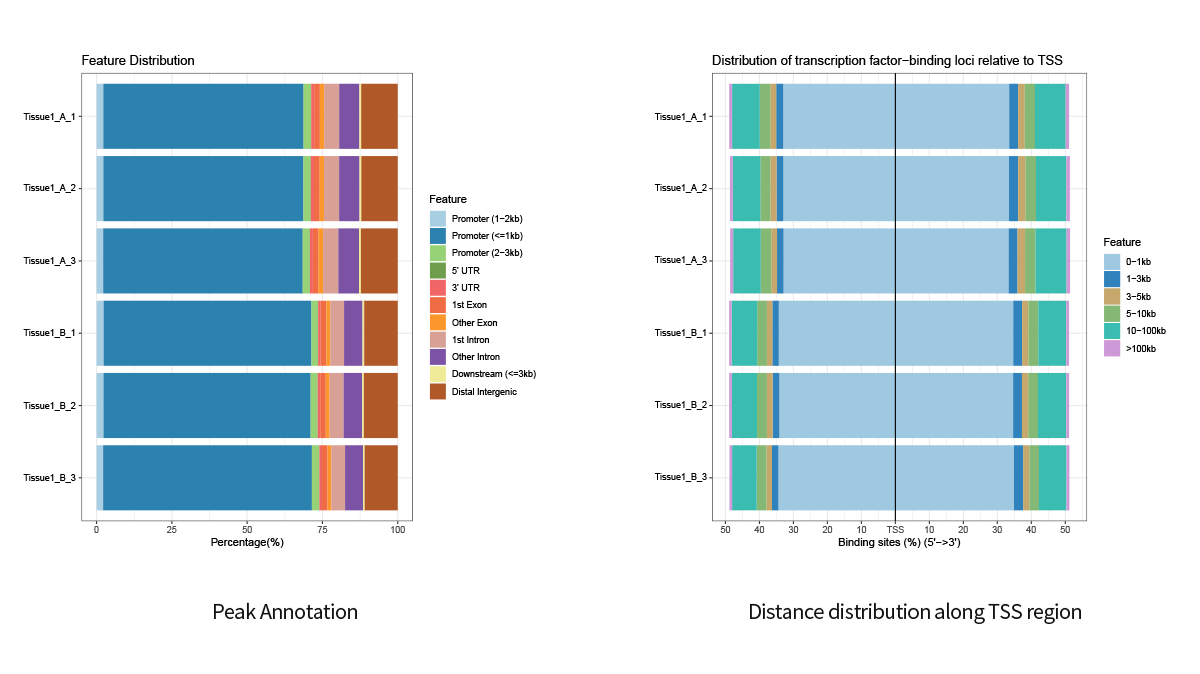 Feature Distribution
Tissue1_A_1
Tissue1_A_2
Tissue1_A_3
Tissue1_B_1
Tissue1_B_2
Tissue1_B_3
0 25 50 75 100
Percentage(%)
Feature
Promoter (1−2kb)
Promoter (<=1kb)
Promoter (2−3kb)
5' UTR
3' UTR
1st Exon
Other Exon
1st Intron
Other Intron
Downstream (<=3kb)
Distal Intergenic
Peak Annotation
Distribution of transcription factor−binding loci relative to TSS
Tissue1_A_1
Tissue1_A_2
Tissue1_A_3
Tissue1_B_1
Tissue1_B_2
Tissue1_B_3
50 40 30 20 10 TSS 10 20 30 40 50
Binding sites (%) (5'−>3')
Feature
0−1kb
1−3kb
3−5kb
5−10kb
10−100kb
>100kb
Distance distribution along TSS region